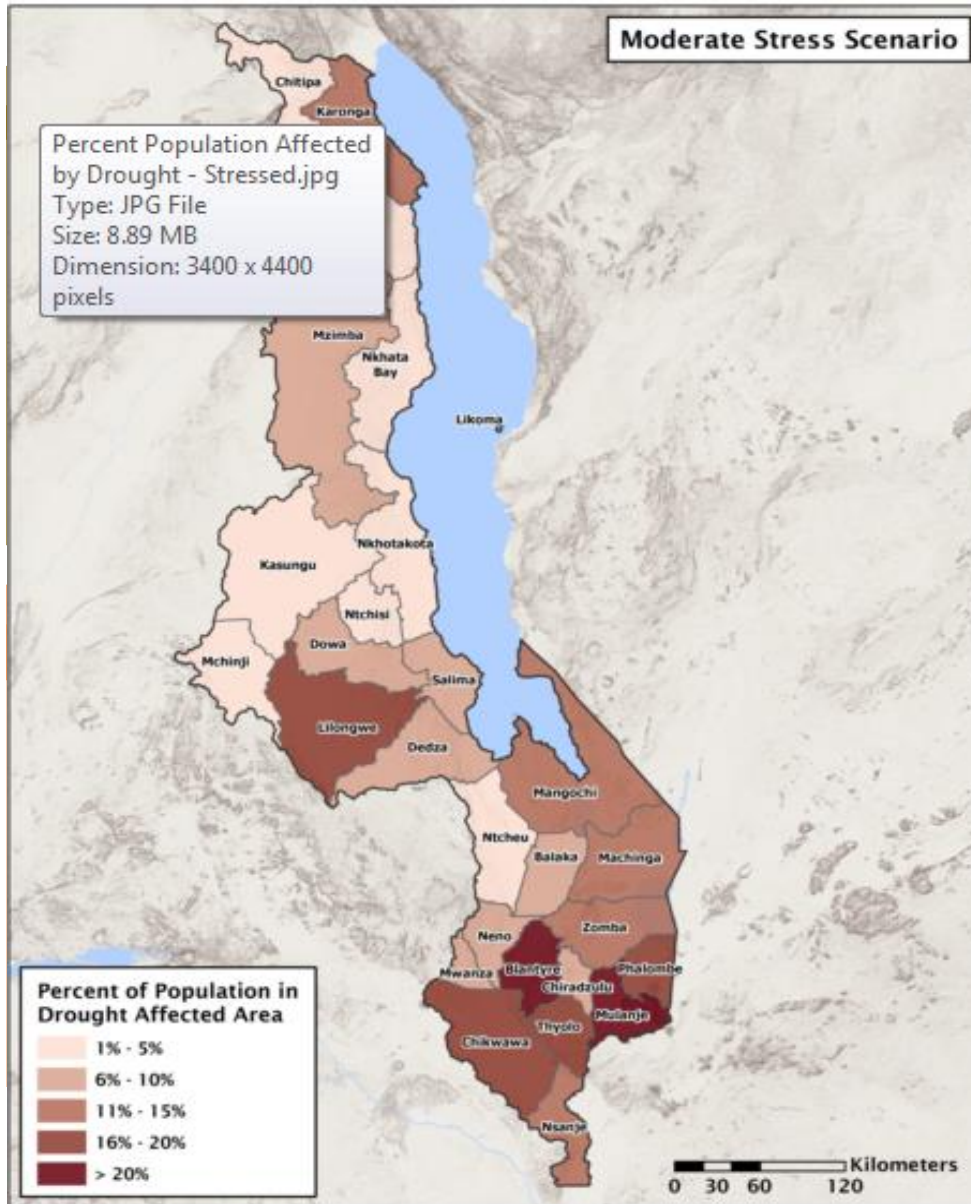 Moderate Stress Scenario
Chitipa
Karonga
Percent Population Affected
by Drought - Stressed.jpg
Type: JPG File
Size: 8.89 MB
Dimension: 3400 x 4400
pixels
Mzimba
Nkhata
Bay
Likoma
Nkhotakota
Kasungu
Ntchisi
Dowa
Mchinji
Salima
Lilongwe
Dedza
Mangochi
Ntcheu
Balaka
Machinga
Zomba
Neno
Blantyre
Phalombe
Mwanza
Chiradzulu
Mulanje
Thyolo
Chikwawa
Nsanje
Percent of Population in
Drought Affected Area
1% - 5%
6% - 10%
11% - 15%
16% - 20%
> 20%
Kilometers
0 30 60 120